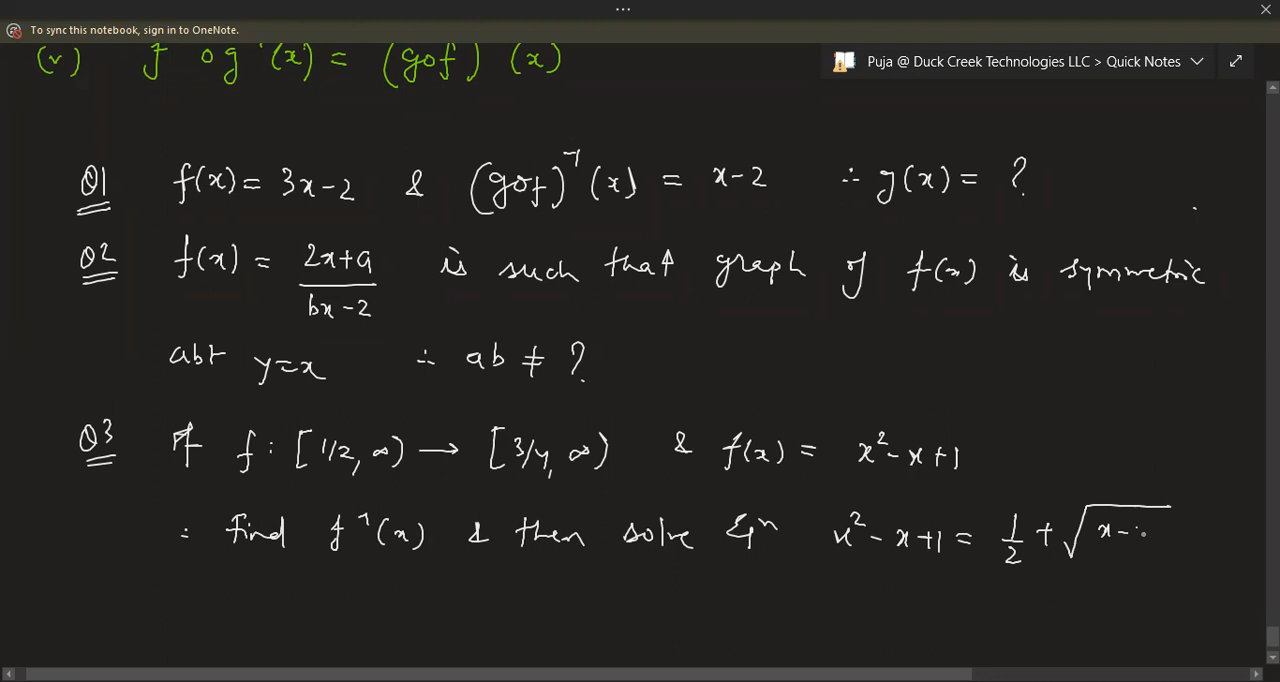 ...
To sync this notebook, sign in to OneNote.
Puja @ Duck Creek Technologies LLC > Quick Notes
(v) f og (x) = (gof) (x)
Q1 f(x) = 3x-2 & (gof)⁻¹(x) = x-2 ∴ g(x) = ?
Q2 f(x) = (2x+a)/(bx-2) is such that graph of f(x) is symmetric
abt y=x ∴ ab ≠ ?
Q3 If f : [1/2, ∞) → [3/4, ∞) & f(x) = x²-x+1
: Find f⁻¹(x) & then solve Eqⁿ x²-x+1 = 1/2 + √x-